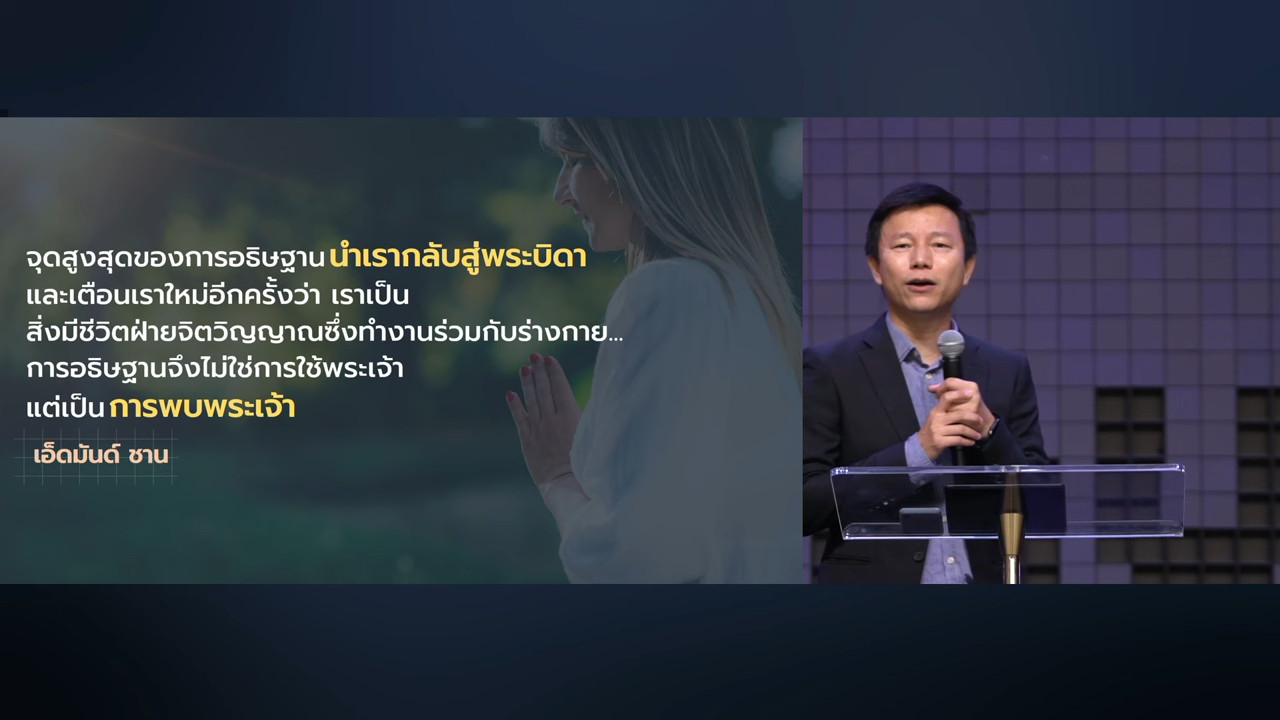 จุดสูงสุดของการอธิษฐาน นำเรากลับสู่พระบิดา
และเตือนเราใหม่อีกครั้งว่า เราเป็น
สิ่งมีชีวิตฝ่ายจิตวิญญาณซึ่งทำงานร่วมกับร่างกาย...
การอธิษฐานจึงไม่ใช่การใช้พระเจ้า
แต่เป็น การพบพระเจ้า
เอ็ดมันด์ ชาน